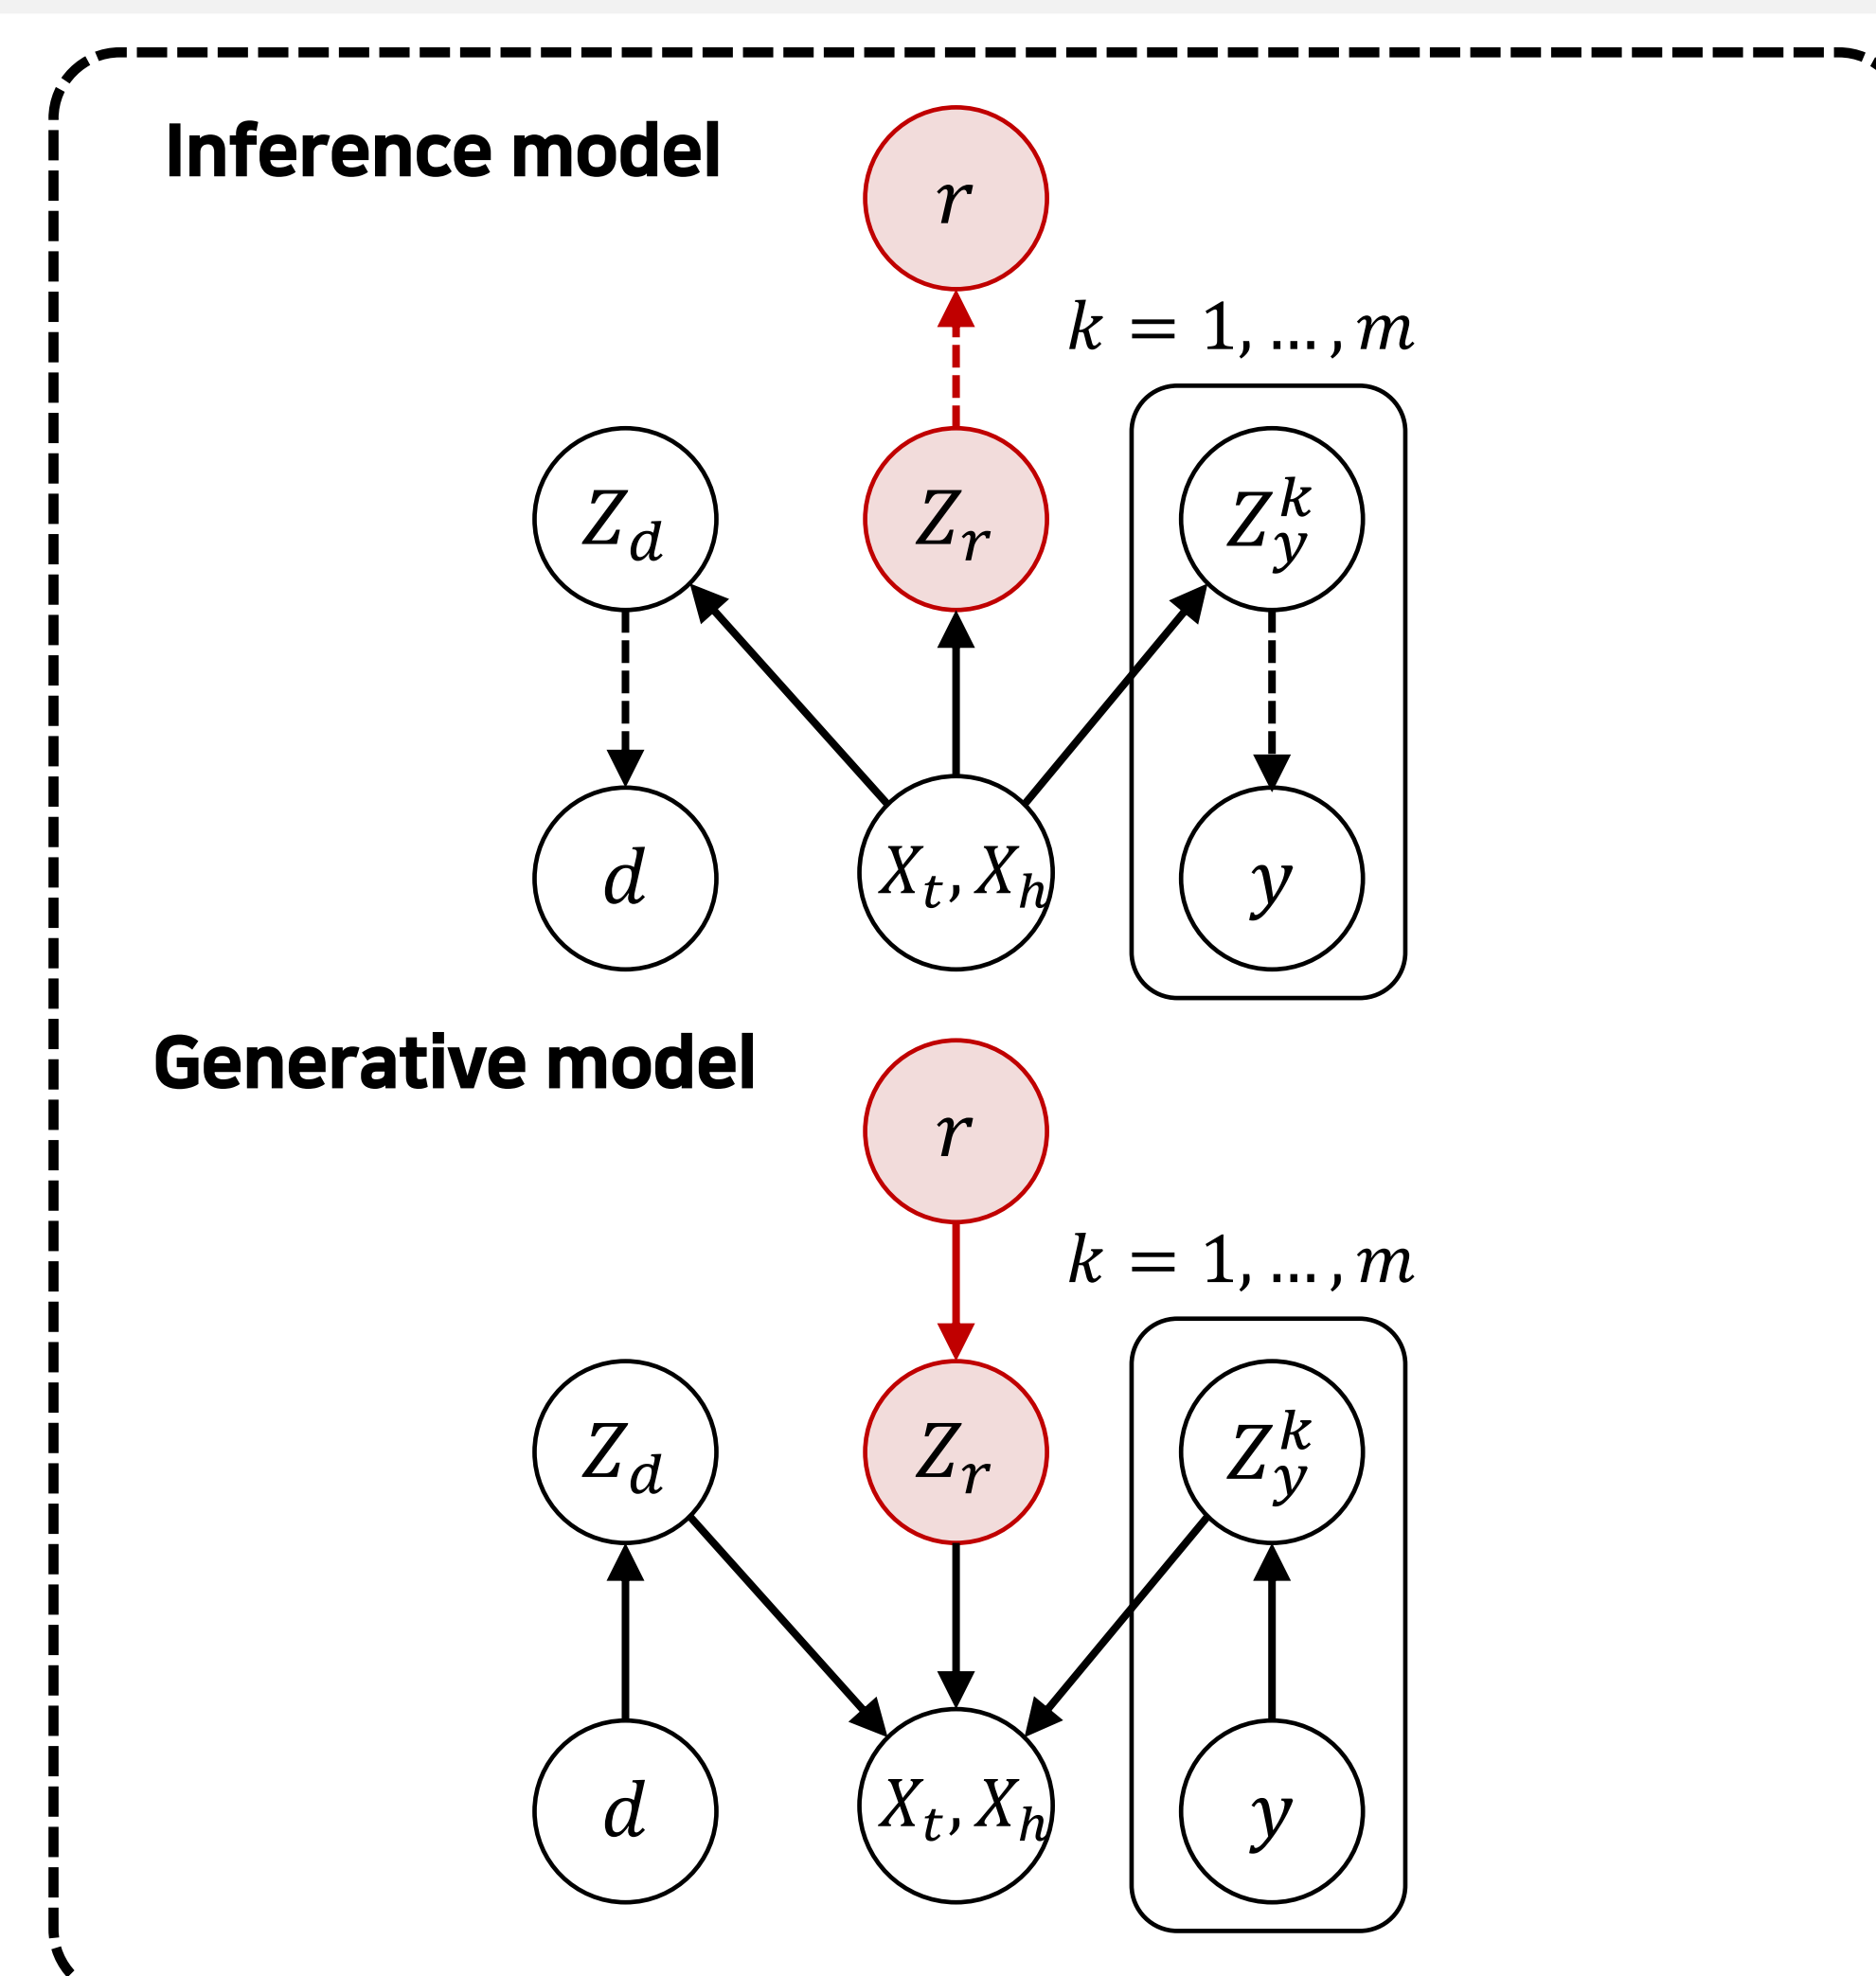 Inference model
r
k = 1, … , m
Z_d
Z_r
Z_y^k
d
X_t, X_h
y
Generative model
r
k = 1, … , m
Z_d
Z_r
Z_y^k
d
X_t, X_h
y